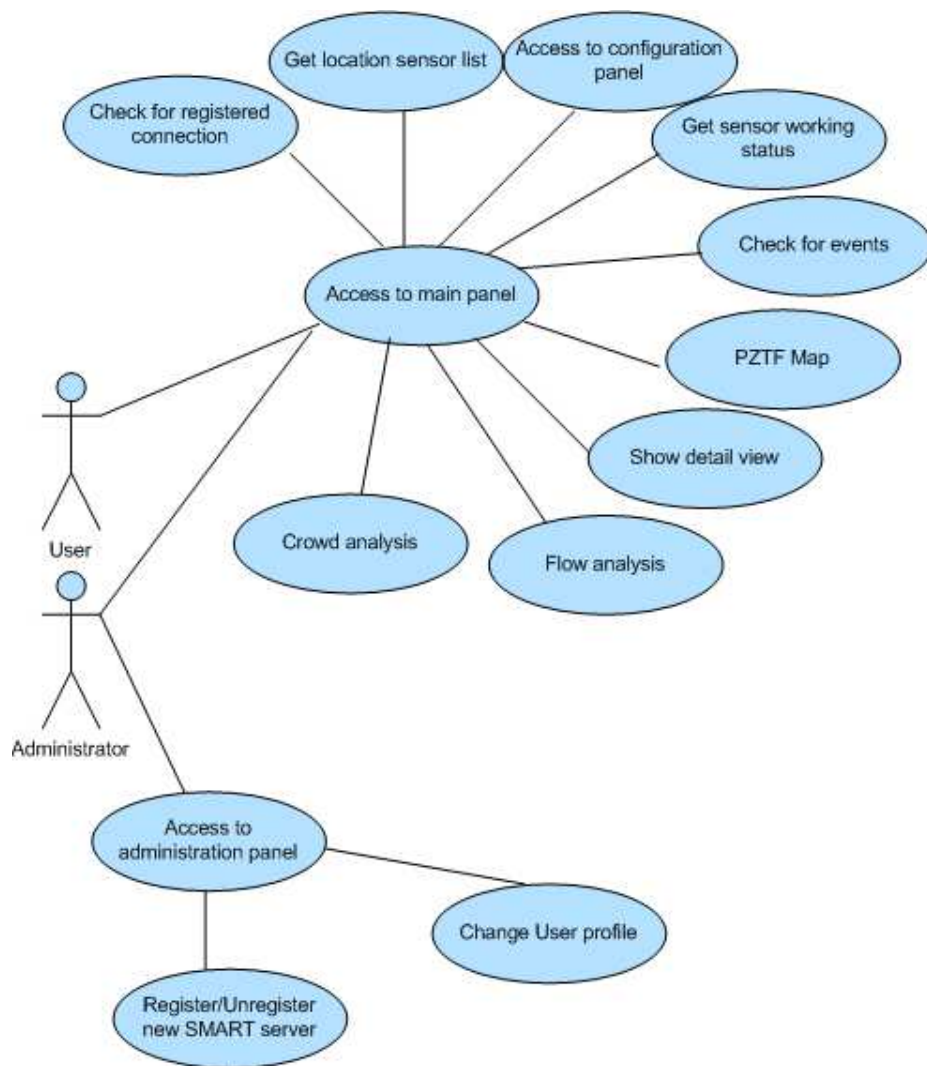 Get location sensor list
Access to configuration
panel
Check for registered
connection
Get sensor working
status
Check for events
Access to main panel
PZTF Map
Show detail view
Crowd analysis
Flow analysis
User
Administrator
Access to
administration panel
Change User profile
Register/Unregister
new SMART server